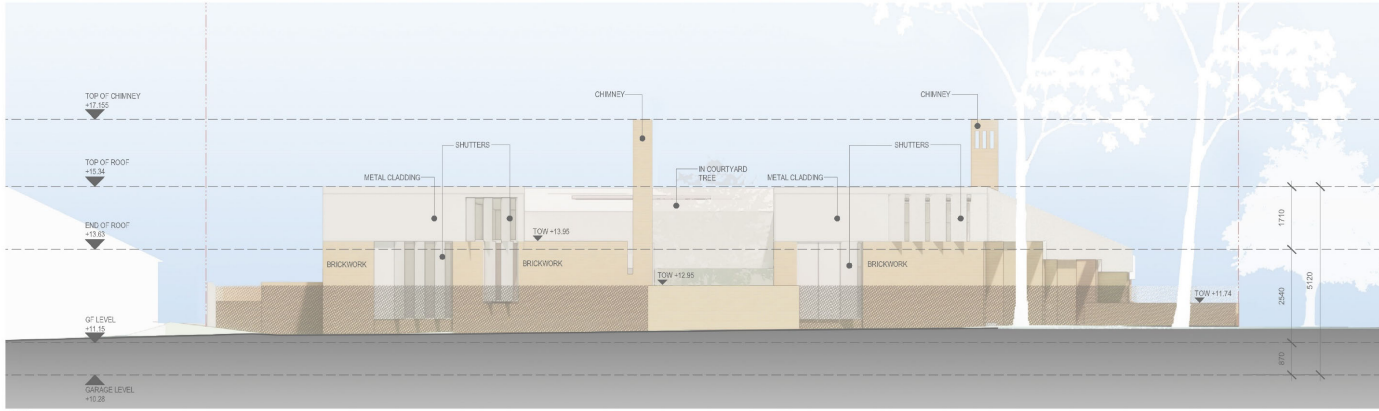 TOP OF CHIMNEY
+17.155
CHIMNEY
CHIMNEY
SHUTTERS
SHUTTERS
TOP OF ROOF
+15.34
METAL CLADDING
IN COURTYARD
TREE
METAL CLADDING
1710
END OF ROOF
+13.63
TOW +13.95
BRICKWORK
BRICKWORK
BRICKWORK
TOW +12.95
5120
2540
TOW +11.74
GF LEVEL
+11.15
870
GARAGE LEVEL
+10.28